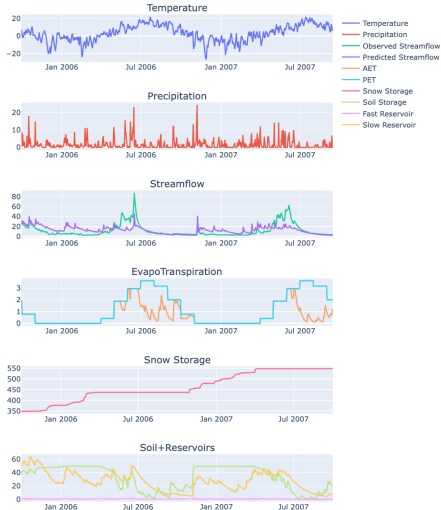 Temperature
20
0
−20
Jan 2006
Jul 2006
Jan 2007
Jul 2007
Temperature
Precipitation
Observed Streamflow
Predicted Streamflow
AET
PET
Snow Storage
Soil Storage
Fast Reservoir
Slow Reservoir
Precipitation
20
10
0
Jan 2006
Jul 2006
Jan 2007
Jul 2007
Streamflow
80
60
40
20
0
Jan 2006
Jul 2006
Jan 2007
Jul 2007
EvapoTranspiration
3
2
1
0
Jan 2006
Jul 2006
Jan 2007
Jul 2007
Snow Storage
550
500
450
400
350
Jan 2006
Jul 2006
Jan 2007
Jul 2007
Soil+Reservoirs
60
40
20
0
Jan 2006
Jul 2006
Jan 2007
Jul 2007